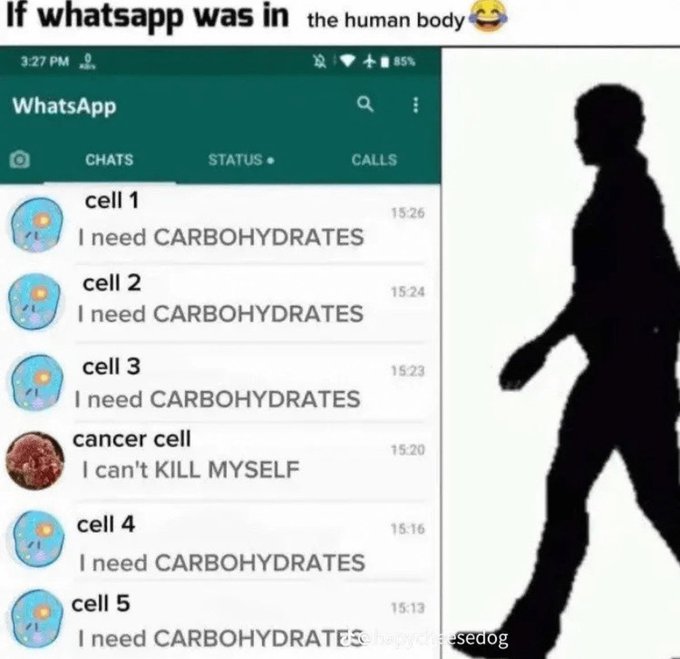 If whatsapp was in the human body😂
3:27 PM
85%
WhatsApp
CHATS STATUS • CALLS
cell 1
15:26
I need CARBOHYDRATES
cell 2
15:24
I need CARBOHYDRATES
cell 3
15:23
I need CARBOHYDRATES
cancer cell
15:20
I can't KILL MYSELF
cell 4
15:16
I need CARBOHYDRATES
cell 5
15:13
I need CARBOHYDRATES